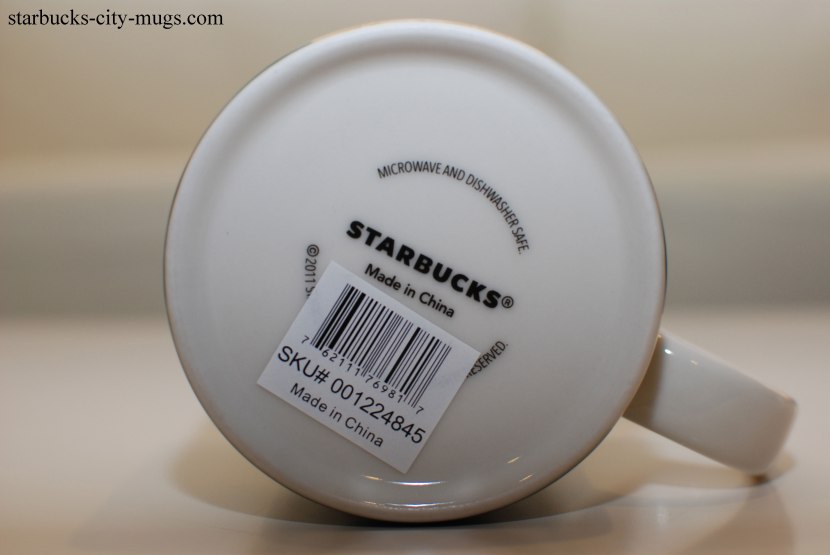 starbucks-city-mugs.com
MICROWAVE AND DISHWASHER SAFE.
STARBUCKS®
Made in China
©2011
RESERVED.
7 62111 76981 7
SKU# 001224845
Made in China